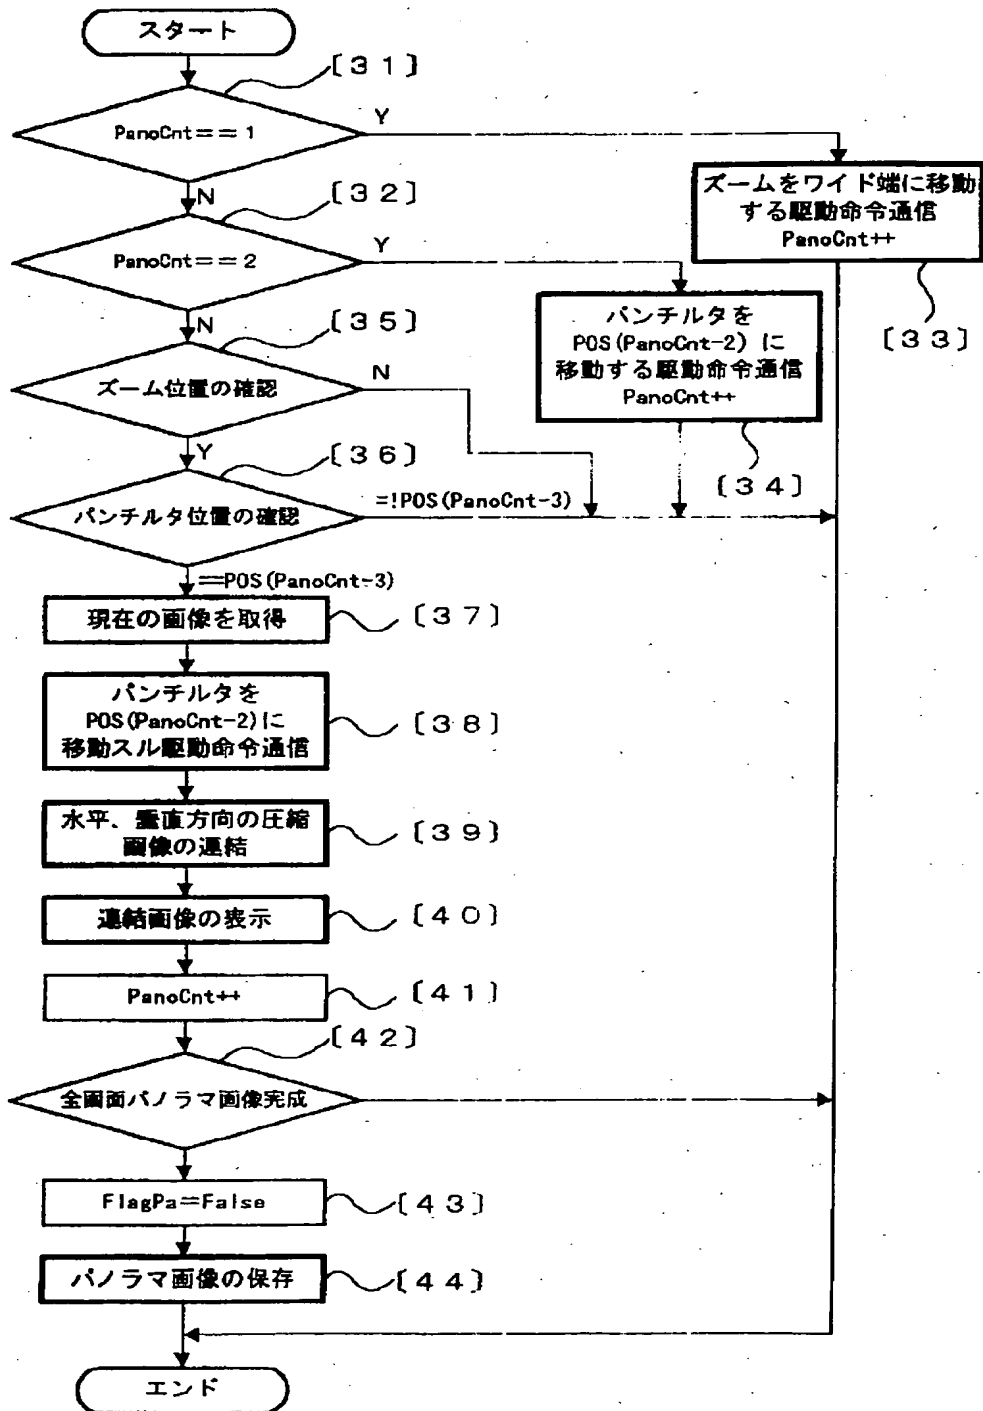 スタート
〔31〕
PanoCnt==1
Y
N
ズームをワイド端に移動
する駆動命令通信
PanoCnt++
〔33〕
〔32〕
PanoCnt==2
Y
N
パンチルタを
POS(PanoCnt-2)に
移動する駆動命令通信
PanoCnt++
〔34〕
〔35〕
ズーム位置の確認
N
Y
〔36〕
パンチルタ位置の確認
=!POS(PanoCnt-3)
==POS(PanoCnt-3)
現在の画像を取得
〔37〕
パンチルタを
POS(PanoCnt-2)に
移動スル駆動命令通信
〔38〕
水平、垂直方向の圧縮
画像の連結
〔39〕
連結画像の表示
〔40〕
PanoCnt++
〔41〕
〔42〕
全画面パノラマ画像完成
FlagPa=False
〔43〕
パノラマ画像の保存
〔44〕
エンド